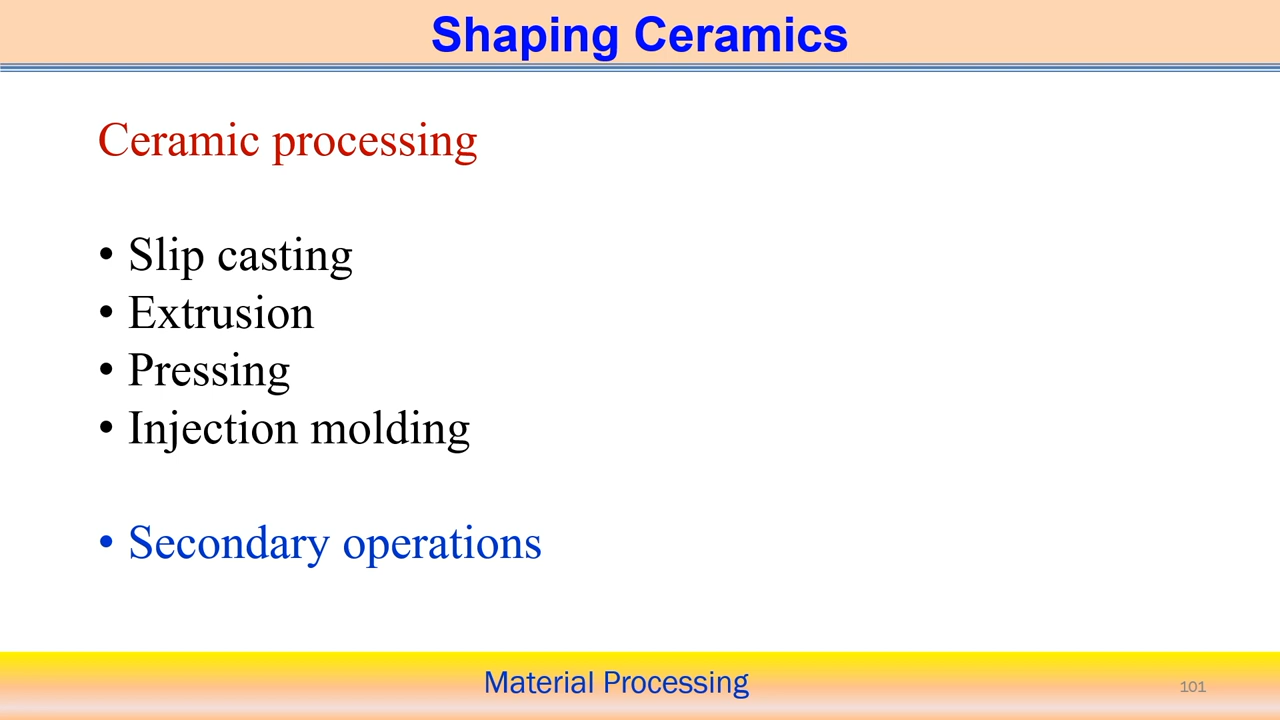 Shaping Ceramics
Ceramic processing
• Slip casting
• Extrusion
• Pressing
• Injection molding
• Secondary operations
Material Processing
101